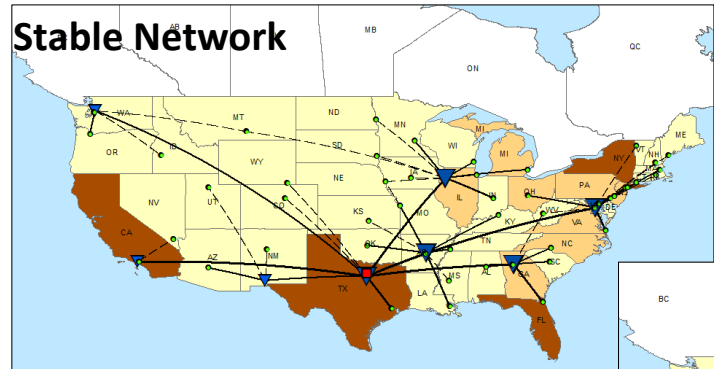 AB
MB
QC
ON
Stable Network
WA
MT
ND
MN
ME
OR
ID
SD
WI
MI
VT
NH
NY
WY
IA
MI
MA
NE
PA
NV
UT
CO
IL
IN
OH
DE
KS
MO
WV
VA
KY
CA
OK
TN
NC
AZ
NM
SC
MS
AL
GA
TX
LA
BC
FL